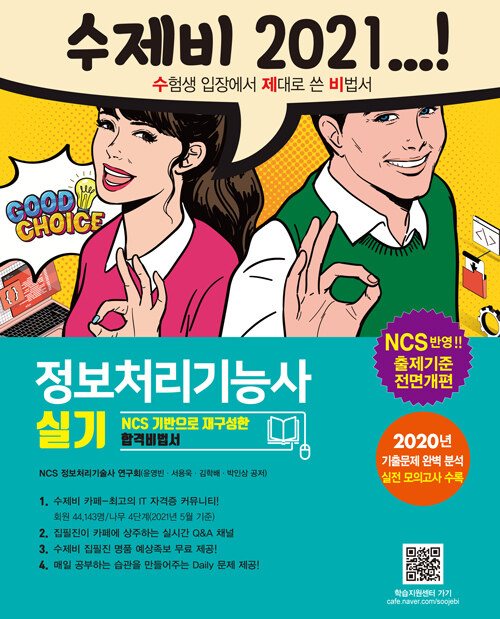 수제비 2021...!
수험생 입장에서 제대로 쓴 비법서
GOOD
CHOICE
NCS 반영!!
출제기준
전면개편
정보처리기능사
실기
NCS 기반으로 재구성한
합격비법서
2020년
기출문제 완벽 분석
실전 모의고사 수록
NCS 정보처리기술사 연구회(윤영빈·서용욱·김학배·박인상 공저)
1. 수제비 카페-최고의 IT 자격증 커뮤니티!
회원 44,143명/나무 4단계(2021년 5월 기준)
2. 집필진이 카페에 상주하는 실시간 Q&A 채널
3. 수제비 집필진 명품 예상족보 무료 제공!
4. 매일 공부하는 습관을 만들어주는 Daily 문제 제공!
학습지원센터 가기
cafe.naver.com/soojebi